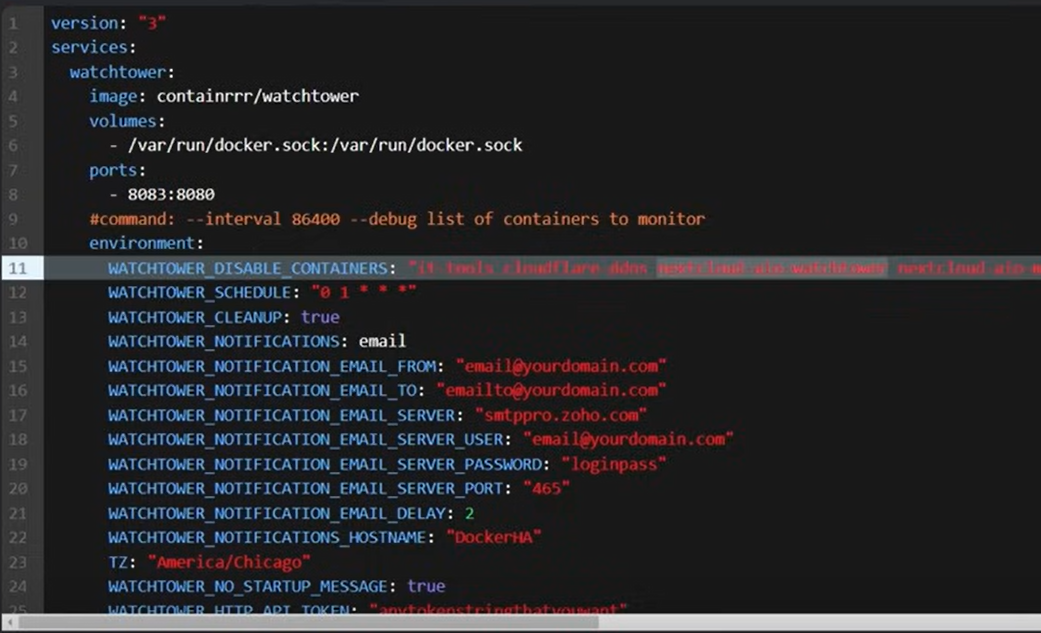 1 version: "3"
2 services:
3 watchtower:
4 image: containrrr/watchtower
5 volumes:
6 - /var/run/docker.sock:/var/run/docker.sock
7 ports:
8 - 8083:8080
9 #command: --interval 86400 --debug list of containers to monitor
10 environment:
11 WATCHTOWER_DISABLE_CONTAINERS: "it-tools cloudflare-ddns nextcloud-aio-watchtower nextcloud-aio-
12 WATCHTOWER_SCHEDULE: "0 1 * * *"
13 WATCHTOWER_CLEANUP: true
14 WATCHTOWER_NOTIFICATIONS: email
15 WATCHTOWER_NOTIFICATION_EMAIL_FROM: "email@yourdomain.com"
16 WATCHTOWER_NOTIFICATION_EMAIL_TO: "emailto@yourdomain.com"
17 WATCHTOWER_NOTIFICATION_EMAIL_SERVER: "smtppro.zoho.com"
18 WATCHTOWER_NOTIFICATION_EMAIL_SERVER_USER: "email@yourdomain.com"
19 WATCHTOWER_NOTIFICATION_EMAIL_SERVER_PASSWORD: "loginpass"
20 WATCHTOWER_NOTIFICATION_EMAIL_SERVER_PORT: "465"
21 WATCHTOWER_NOTIFICATION_EMAIL_DELAY: 2
22 WATCHTOWER_NOTIFICATIONS_HOSTNAME: "DockerHA"
23 TZ: "America/Chicago"
24 WATCHTOWER_NO_STARTUP_MESSAGE: true
25 WATCHTOWER_HTTP_API_TOKEN: "anytokenstringthatyouwant"